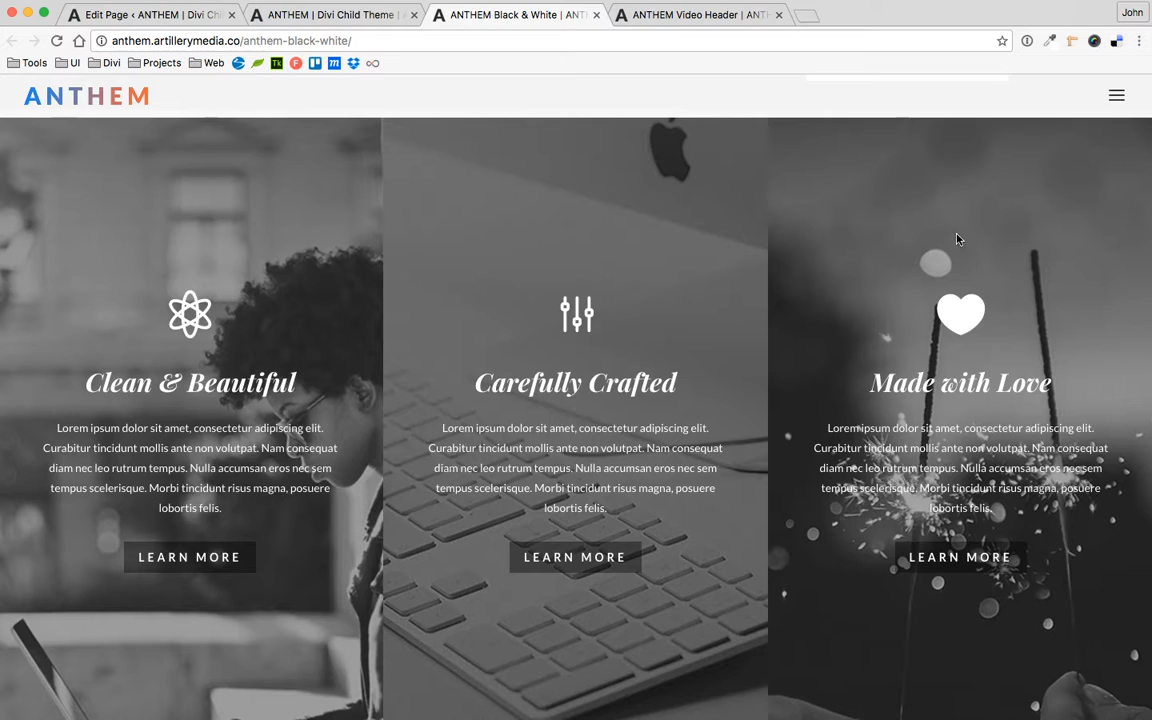 Edit Page ‹ ANTHEM | Divi Chi
ANTHEM | Divi Child Theme |
ANTHEM Black & White | ANT
ANTHEM Video Header | ANTH
John
anthem.artillerymedia.co/anthem-black-white/
Tools
UI
Divi
Projects
Web
ANTHEM
Clean & Beautiful
Lorem ipsum dolor sit amet, consectetur adipiscing elit.
Curabitur tincidunt mollis ante non volutpat. Nam consequat
diam nec leo rutrum tempus. Nulla accumsan eros nec sem
tempus scelerisque. Morbi tincidunt risus magna, posuere
lobortis felis.
LEARN MORE
Carefully Crafted
Lorem ipsum dolor sit amet, consectetur adipiscing elit.
Curabitur tincidunt mollis ante non volutpat. Nam consequat
diam nec leo rutrum tempus. Nulla accumsan eros nec sem
tempus scelerisque. Morbi tincidunt risus magna, posuere
lobortis felis.
LEARN MORE
Made with Love
Lorem ipsum dolor sit amet, consectetur adipiscing elit.
Curabitur tincidunt mollis ante non volutpat. Nam consequat
diam nec leo rutrum tempus. Nulla accumsan eros nec sem
tempus scelerisque. Morbi tincidunt risus magna, posuere
lobortis felis.
LEARN MORE